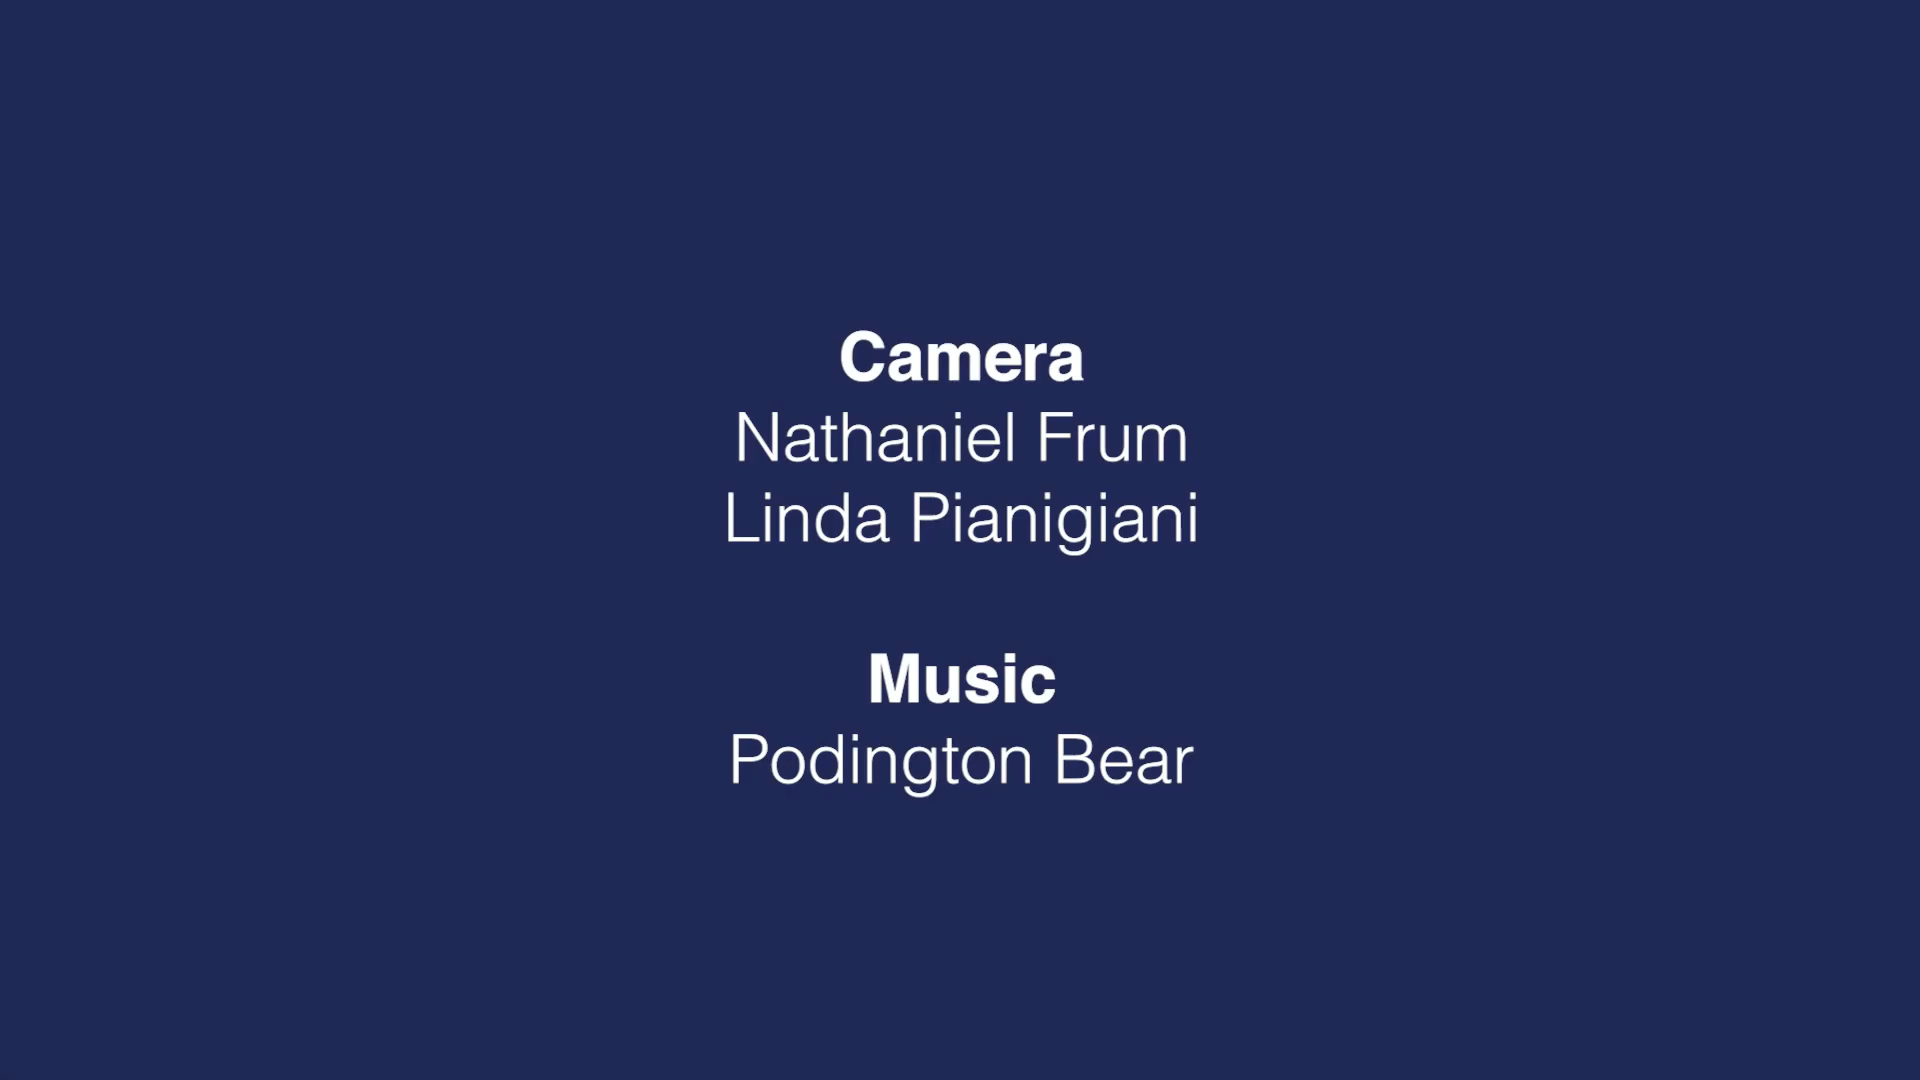 Camera
Nathaniel Frum
Linda Pianigiani
Music
Podington Bear